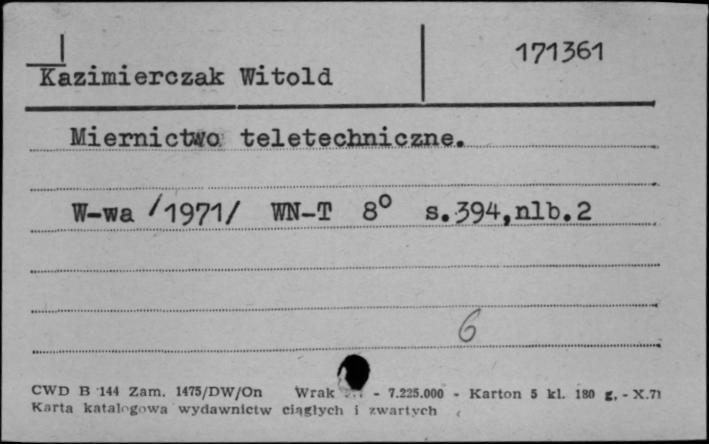 171361
Kazimierczak Witold
Miernictwo teletechniczne.
W-wa /1971/ WN-T 8° s.394,nlb.2
6
CWD B 144 Zam. 1475/DW/On Wrak - 7.225.000 - Karton 5 kl. 180 g. - X.71
Karta katalogowa wydawnictw ciągłych i zwartych